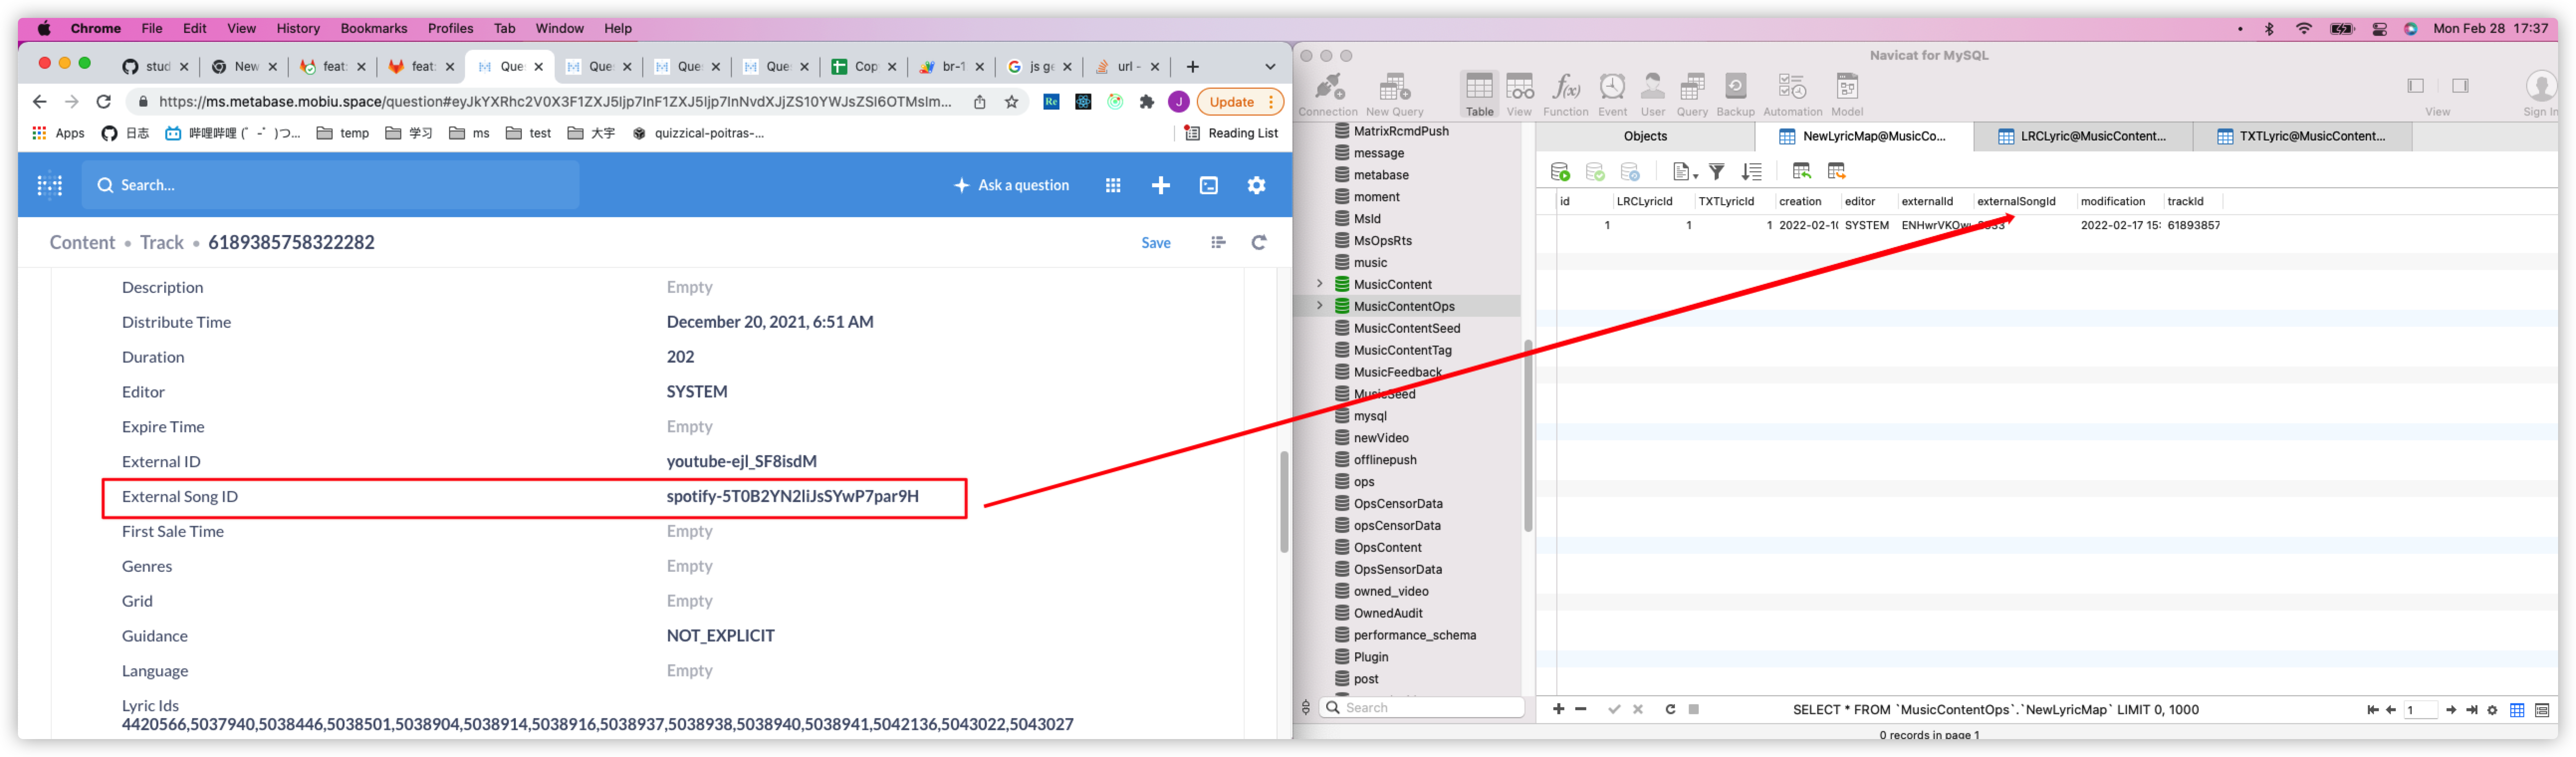 Chrome File Edit View History Bookmarks Profiles Tab Window Help
Mon Feb 28 17:37
stud
New
feat:
feat:
Que
Que
Que
Que
Cop
br-1
js ge
url -
https://ms.metabase.mobiu.space/question#eyJkYXRhc2V0X3F1ZXJ5Ijp7InF1ZXJ5Ijp7InNvdXJjZS10YWJsZSI6OTMsIm...
Re
J
Update
Apps
日志
哔哩哔哩 (゜-゜)つ...
temp
学习
ms
test
大宇
quizzical-poitras-...
Reading List
Search...
Ask a question
Content • Track • 6189385758322282
Save
Description Empty
Distribute Time December 20, 2021, 6:51 AM
Duration 202
Editor SYSTEM
Expire Time Empty
External ID youtube-ejl_SF8isdM
External Song ID spotify-5T0B2YN2liJsSYwP7par9H
First Sale Time Empty
Genres Empty
Grid Empty
Guidance NOT_EXPLICIT
Language Empty
Lyric Ids
4420566,5037940,5038446,5038501,5038904,5038914,5038916,5038937,5038938,5038940,5038941,5042136,5043022,5043027
Navicat for MySQL
Connection New Query Table View Function Event User Query Backup Automation Model View Sign In
MatrixRcmdPush
message
metabase
moment
MsId
MsOpsRts
music
MusicContent
MusicContentOps
MusicContentSeed
MusicContentTag
MusicFeedback
MusicSeed
mysql
newVideo
offlinepush
ops
OpsCensorData
opsCensorData
OpsContent
OpsSensorData
owned_video
OwnedAudit
performance_schema
Plugin
post
Search
Objects
NewLyricMap@MusicCo...
LRCLyric@MusicContent...
TXTLyric@MusicContent...
id LRCLyricId TXTLyricId creation editor externalId externalSongId modification trackId
1 1 1 2022-02-1 SYSTEM 2022-02-17 15: 61893857
SELECT * FROM `MusicContentOps`.`NewLyricMap` LIMIT 0, 1000
1
0 records in page 1